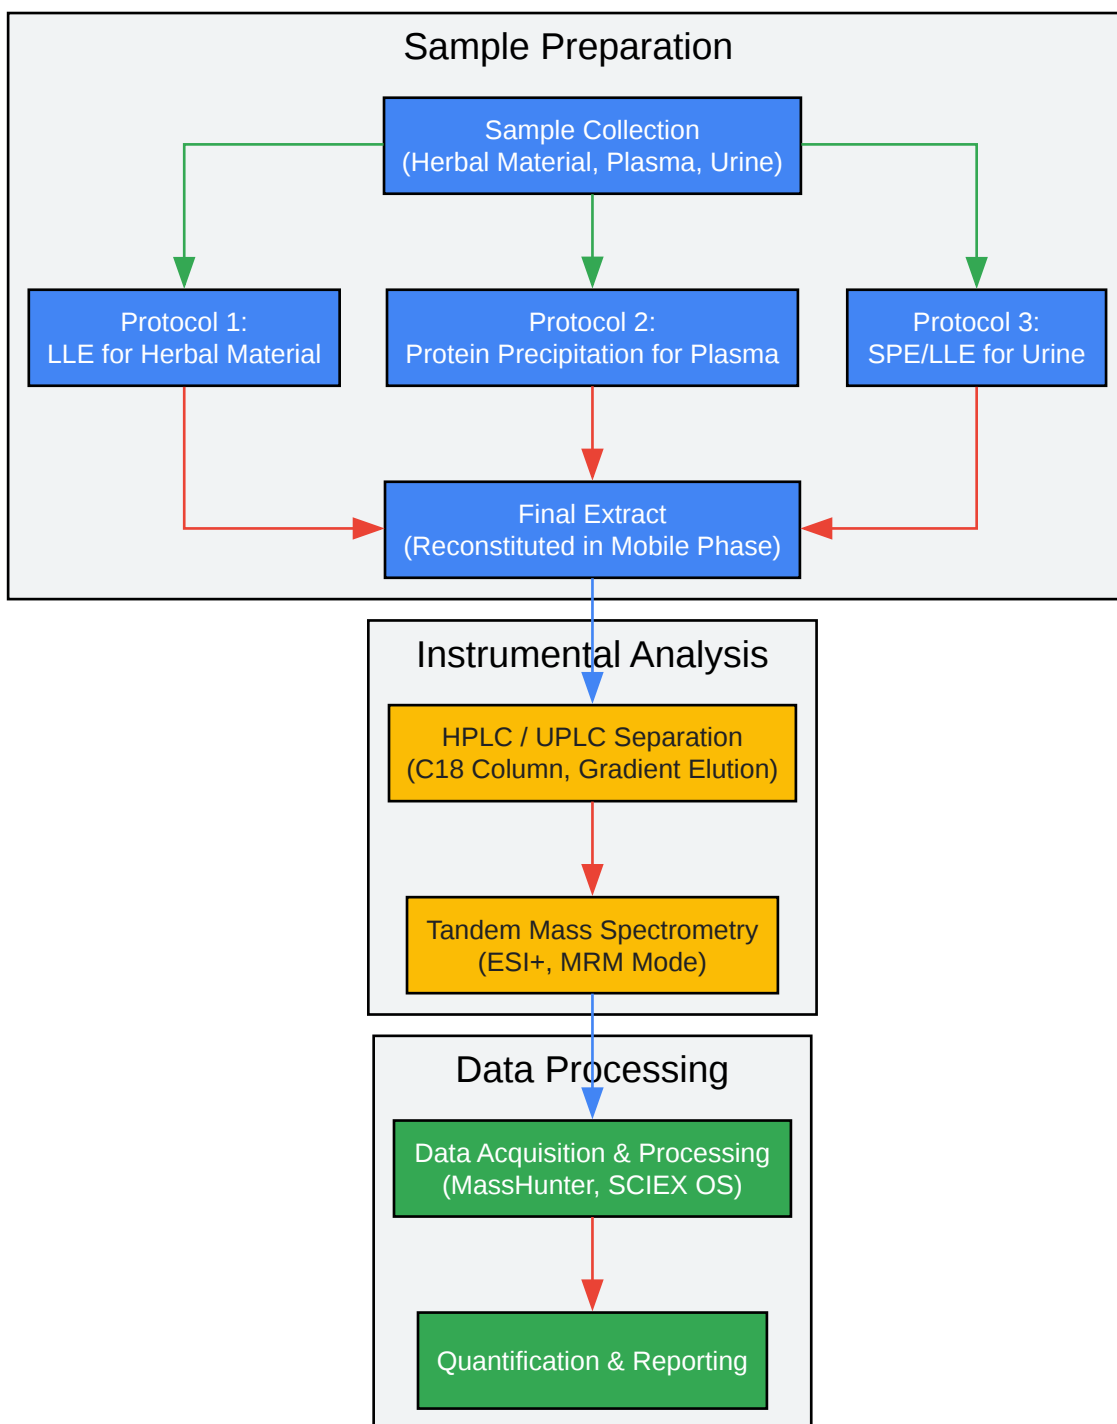 Sample Preparation
Sample Collection
(Herbal Material, Plasma, Urine)
Protocol 1:
LLE for Herbal Material
Protocol 2:
Protein Precipitation for Plasma
Protocol 3:
SPE/LLE for Urine
Final Extract
(Reconstituted in Mobile Phase)
Instrumental Analysis
HPLC / UPLC Separation
(C18 Column, Gradient Elution)
Tandem Mass Spectrometry
(ESI+, MRM Mode)
Data Processing
Data Acquisition & Processing
(MassHunter, SCIEX OS)
Quantification & Reporting